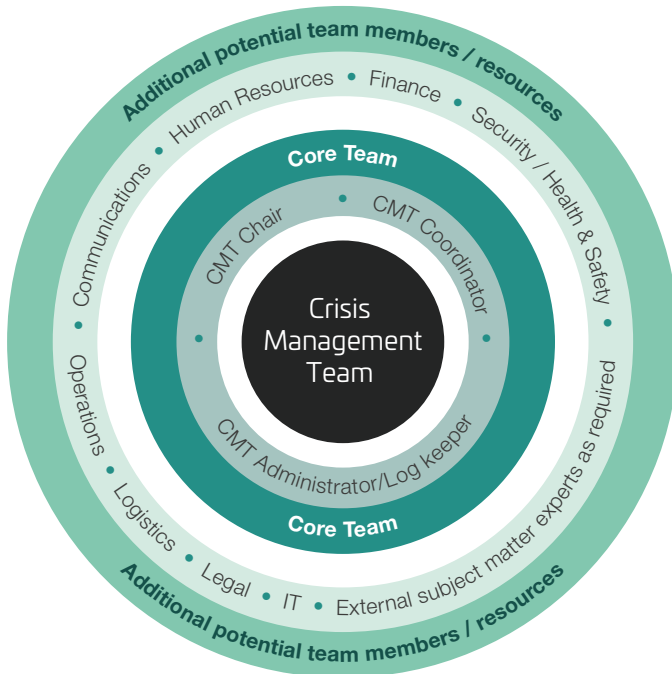 Additional potential team members / resources
Human Resources • Finance • Security / Health & Safety • External subject matter experts as required • IT • Legal • Logistics • Operations • Communications •
Core Team
CMT Chair • CMT Coordinator • CMT Administrator/Log keeper •
Crisis
Management
Team
Core Team
Additional potential team members / resources